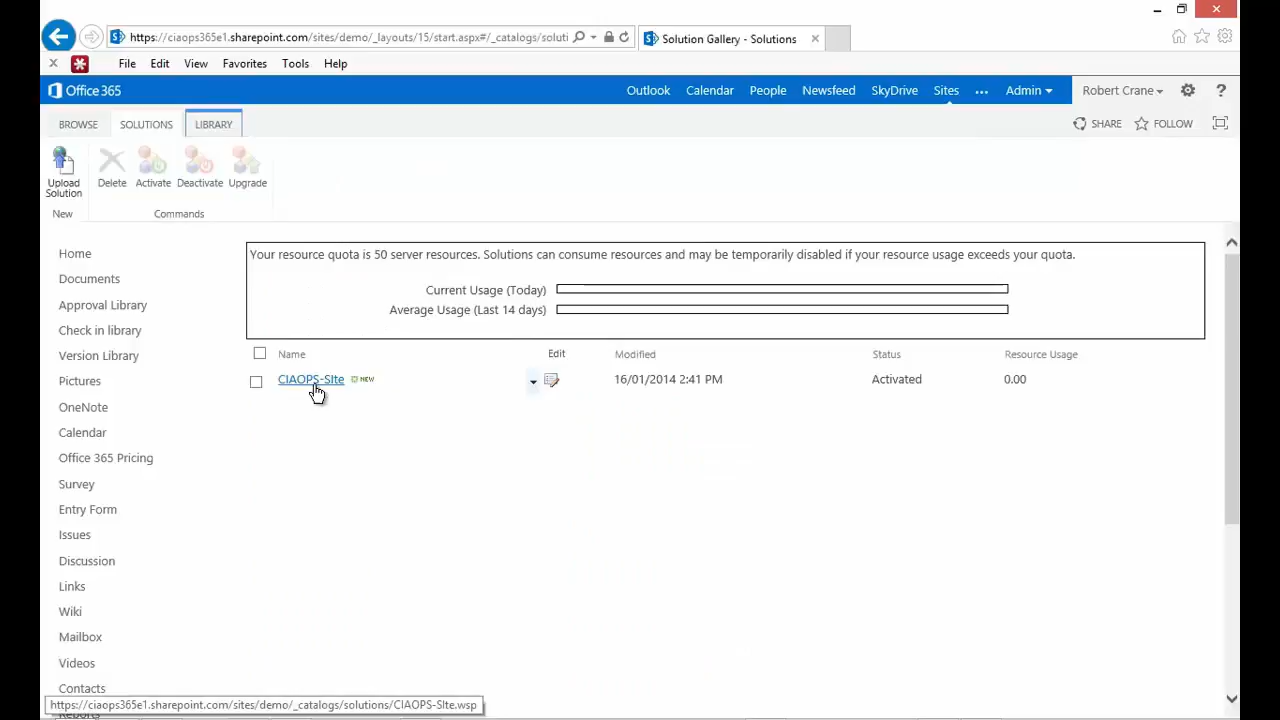 https://ciaops365e1.sharepoint.com/sites/demo/_layouts/15/start.aspx#/_catalogs/soluti
Solution Gallery - Solutions
File Edit View Favorites Tools Help
Office 365
Outlook Calendar People Newsfeed SkyDrive Sites ... Admin Robert Crane ?
BROWSE SOLUTIONS LIBRARY
SHARE FOLLOW
Upload Solution
Delete Activate Deactivate Upgrade
New Commands
Home
Documents
Approval Library
Check in library
Version Library
Pictures
OneNote
Calendar
Office 365 Pricing
Survey
Entry Form
Issues
Discussion
Links
Wiki
Mailbox
Videos
Contacts
Reports
Your resource quota is 50 server resources. Solutions can consume resources and may be temporarily disabled if your resource usage exceeds your quota.
Current Usage (Today)
Average Usage (Last 14 days)
Name Edit Modified Status Resource Usage
CIAOPS-SIte NEW 16/01/2014 2:41 PM Activated 0.00
https://ciaops365e1.sharepoint.com/sites/demo/_catalogs/solutions/CIAOPS-SIte.wsp